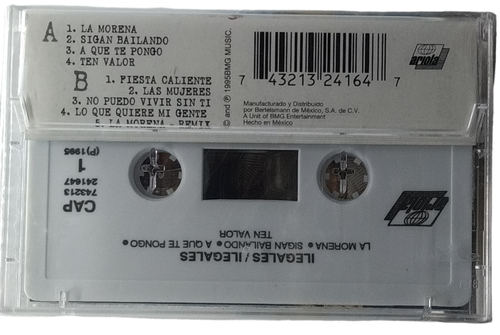 A
1. LA MORENA
2. SIGAN BAILANDO
3. A QUE TE PONGO
4. TEN VALOR
B
1. FIESTA CALIENTE
2. LAS MUJERES
3. NO PUEDO VIVIR SIN TI
4. LO QUE QUIERE MI GENTE
5. LA MORENA - REMIX
© and ℗ 1995BMG MUSIC.
7 43213 24164 7
Manufacturado y Distribuido
por Bertelsmann de México, S.A. de C.V.
A Unit of BMG Entertainment
Hecho en México
ariola
ILEGALES / ILEGALES
LA MORENA ● SIGAN BAILANDO ● A QUE TE PONGO ●
TEN VALOR
CAP
743213
241647
1
(P)1995